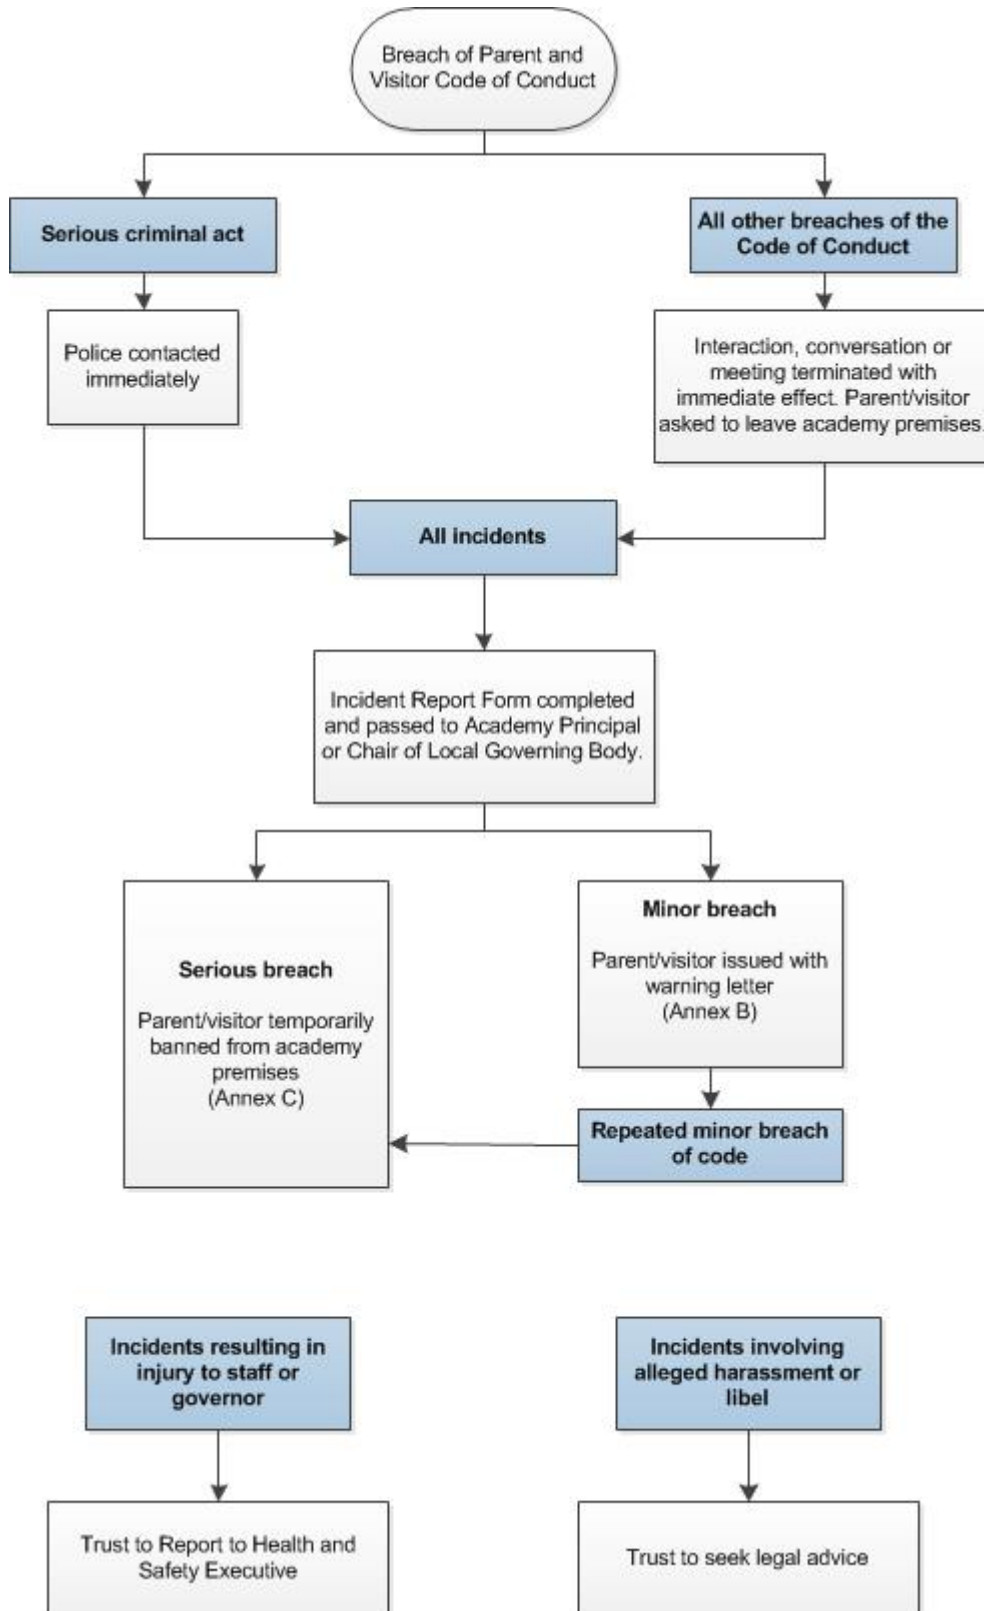 Breach of Parent and
Visitor Code of Conduct
Serious criminal act
All other breaches of the
Code of Conduct
Police contacted
immediately
Interaction, conversation or
meeting terminated with
immediate effect. Parent/visitor
asked to leave academy premises.
All incidents
Incident Report Form completed
and passed to Academy Principal
or Chair of Local Governing Body.
Serious breach
Parent/visitor temporarily
banned from academy
premises
(Annex C)
Minor breach
Parent/visitor issued with
warning letter
(Annex B)
Repeated minor breach
of code
Incidents resulting in
injury to staff or
governor
Incidents involving
alleged harassment or
libel
Trust to Report to Health and
Safety Executive
Trust to seek legal advice